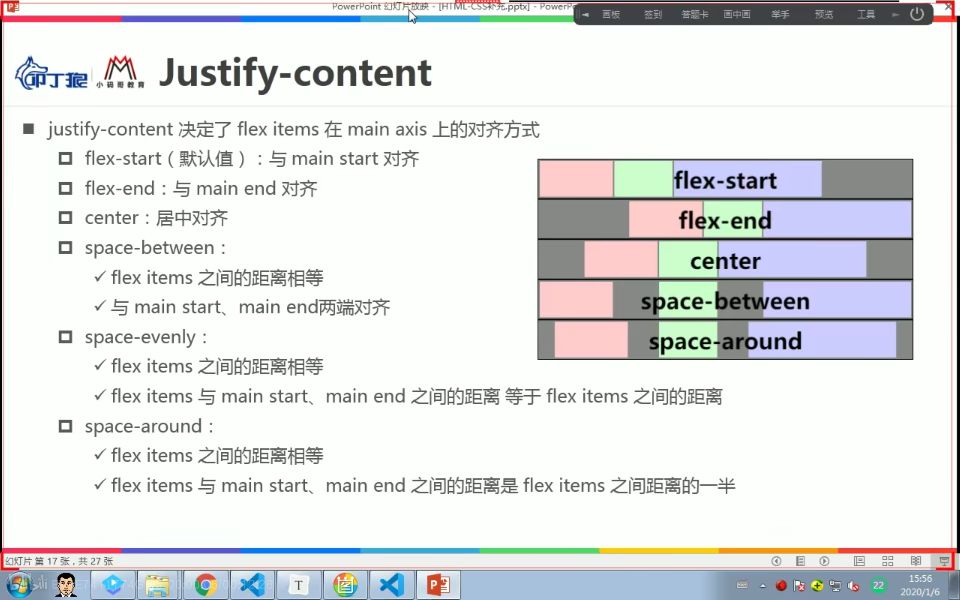 PowerPoint 幻灯片放映 - [HTML-CSS补充.pptx] - PowerP
画板 签到 答题卡 画中画 举手 预览 工具
叩丁狼 小码哥教育 Justify-content
justify-content 决定了 flex items 在 main axis 上的对齐方式
flex-start（默认值）：与 main start 对齐
flex-end：与 main end 对齐
center：居中对齐
space-between：
flex items 之间的距离相等
与 main start、main end两端对齐
space-evenly：
flex items 之间的距离相等
flex items 与 main start、main end 之间的距离 等于 flex items 之间的距离
space-around：
flex items 之间的距离相等
flex items 与 main start、main end 之间的距离是 flex items 之间距离的一半
flex-start
flex-end
center
space-between
space-around
幻灯片 第 17 张，共 27 张
T
22
15:56
2020/1/6